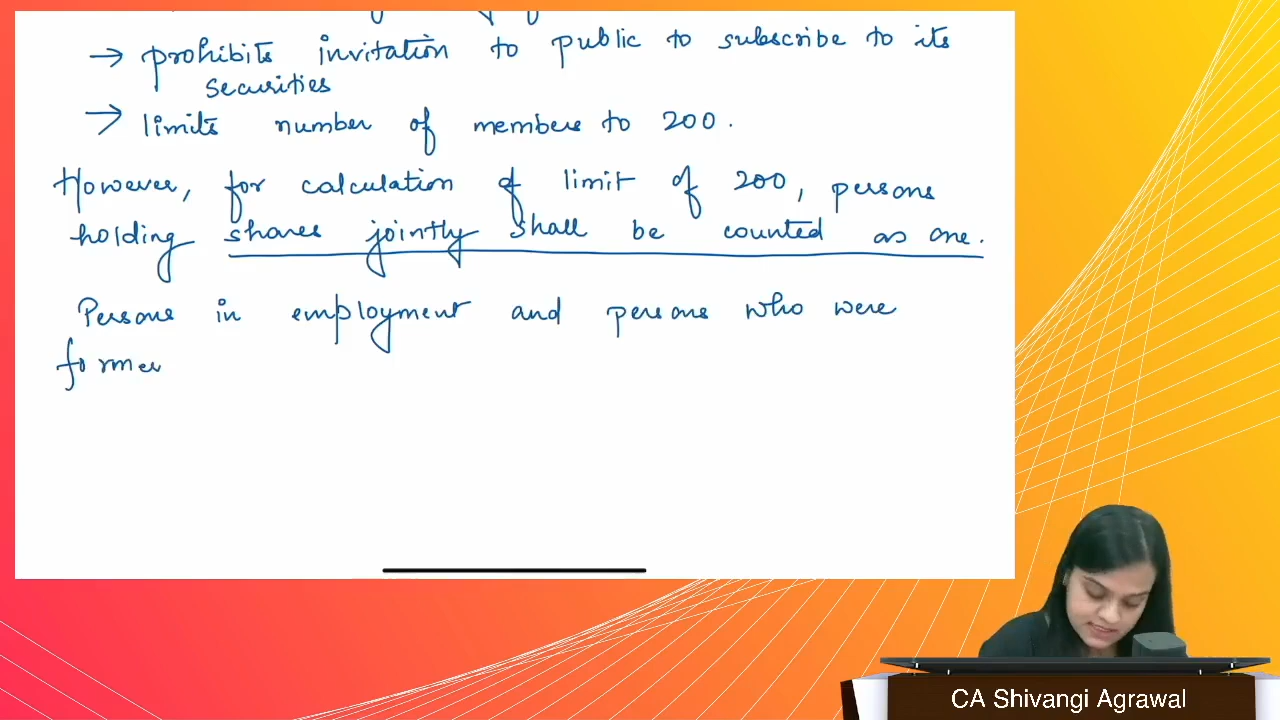 → prohibits invitation to public to subscribe to its
securities
→ limits number of members to 200.
However, for calculation of limit of 200, persons
holding shares jointly shall be counted as one.
Persons in employment and persons who were
former
CA Shivangi Agrawal